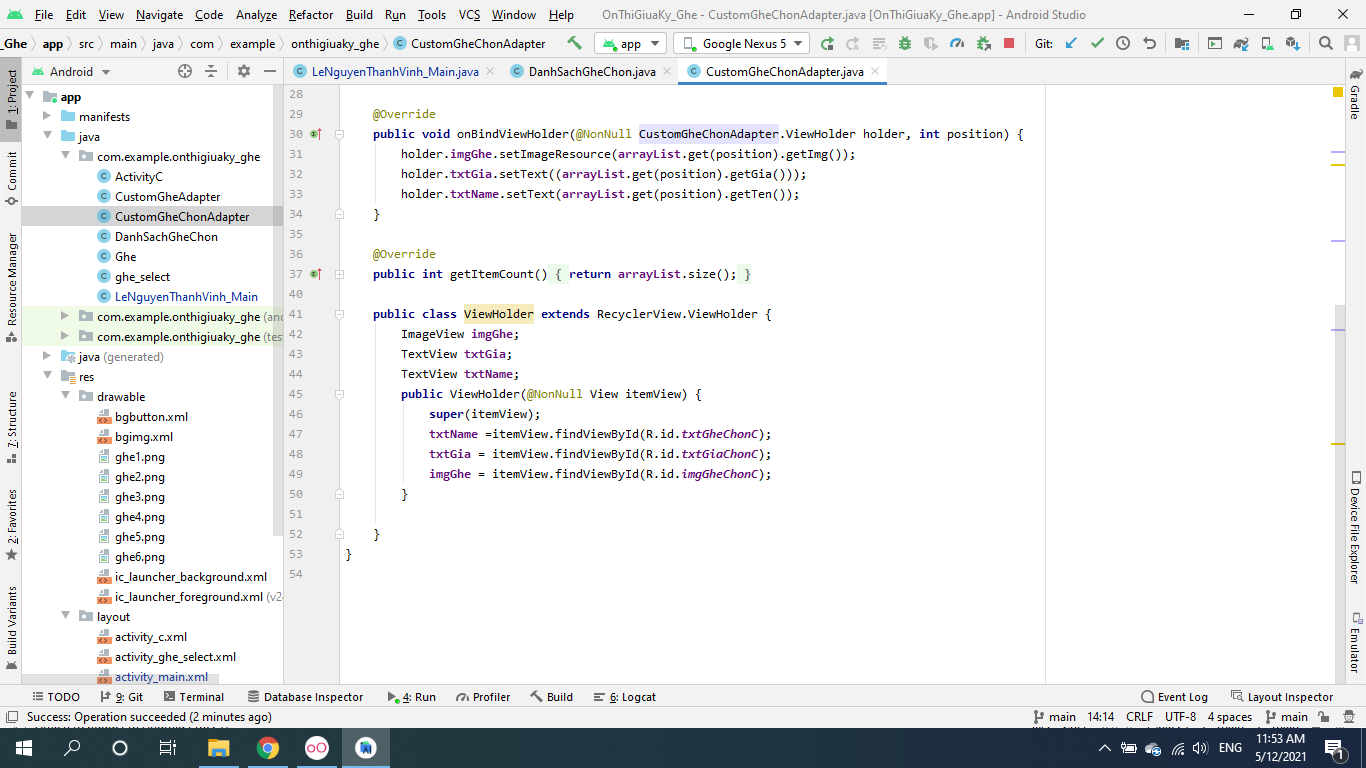 File Edit View Navigate Code Analyze Refactor Build Run Tools VCS Window Help OnThiGiuaKy_Ghe - CustomGheChonAdapter.java [OnThiGiuaKy_Ghe.app] - Android Studio
_Ghe app src main java com example onthigiuaky_ghe CustomGheChonAdapter app Google Nexus 5 Git:
Android LeNguyenThanhVinh_Main.java DanhSachGheChon.java CustomGheChonAdapter.java
1: Project
Commit
Resource Manager
7: Structure
2: Favorites
Build Variants
app
manifests
java
com.example.onthigiuaky_ghe
ActivityC
CustomGheAdapter
CustomGheChonAdapter
DanhSachGheChon
Ghe
ghe_select
LeNguyenThanhVinh_Main
com.example.onthigiuaky_ghe (and
com.example.onthigiuaky_ghe (tes
java (generated)
res
drawable
bgbutton.xml
bgimg.xml
ghe1.png
ghe2.png
ghe3.png
ghe4.png
ghe5.png
ghe6.png
ic_launcher_background.xml
ic_launcher_foreground.xml (v24
layout
activity_c.xml
activity_ghe_select.xml
activity_main.xml
28
29 @Override
30 public void onBindViewHolder(@NonNull CustomGheChonAdapter.ViewHolder holder, int position) {
31 holder.imgGhe.setImageResource(arrayList.get(position).getImg());
32 holder.txtGia.setText((arrayList.get(position).getGia()));
33 holder.txtName.setText(arrayList.get(position).getTen());
34 }
35
36 @Override
37 public int getItemCount() { return arrayList.size(); }
40
41 public class ViewHolder extends RecyclerView.ViewHolder {
42 ImageView imgGhe;
43 TextView txtGia;
44 TextView txtName;
45 public ViewHolder(@NonNull View itemView) {
46 super(itemView);
47 txtName =itemView.findViewById(R.id.txtGheChonC);
48 txtGia = itemView.findViewById(R.id.txtGiaChonC);
49 imgGhe = itemView.findViewById(R.id.imgGheChonC);
50 }
51
52 }
53 }
54
Gradle
Device File Explorer
Emulator
TODO 9: Git Terminal Database Inspector 4: Run Profiler Build 6: Logcat Event Log Layout Inspector
Success: Operation succeeded (2 minutes ago) main 14:14 CRLF UTF-8 4 spaces main
ENG 11:53 AM
5/12/2021
1